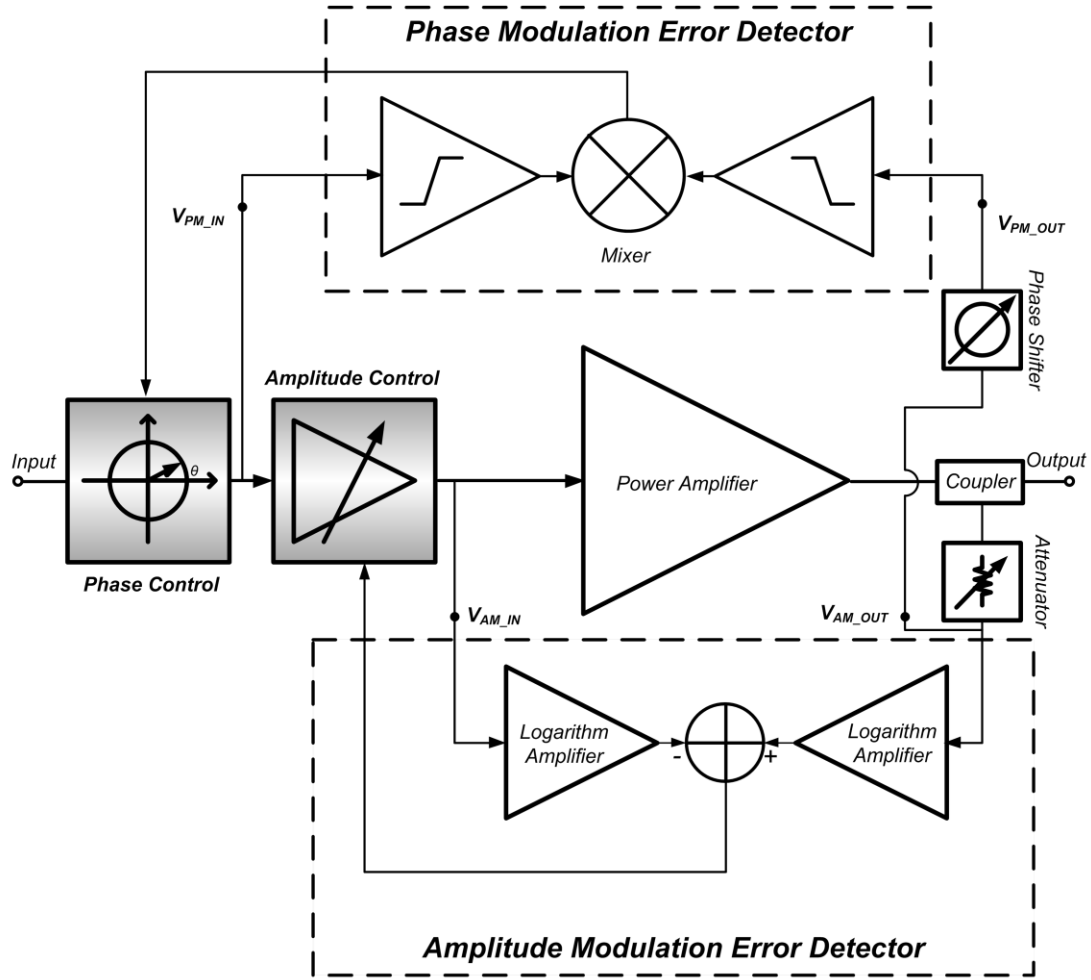 Phase Modulation Error Detector
V_PM_IN
Mixer
V_PM_OUT
Phase Shifter
Amplitude Control
Input
θ
Phase Control
Power Amplifier
Coupler
Output
Attenuator
V_AM_IN
V_AM_OUT
Logarithm
Amplifier
-
+
Logarithm
Amplifier
Amplitude Modulation Error Detector